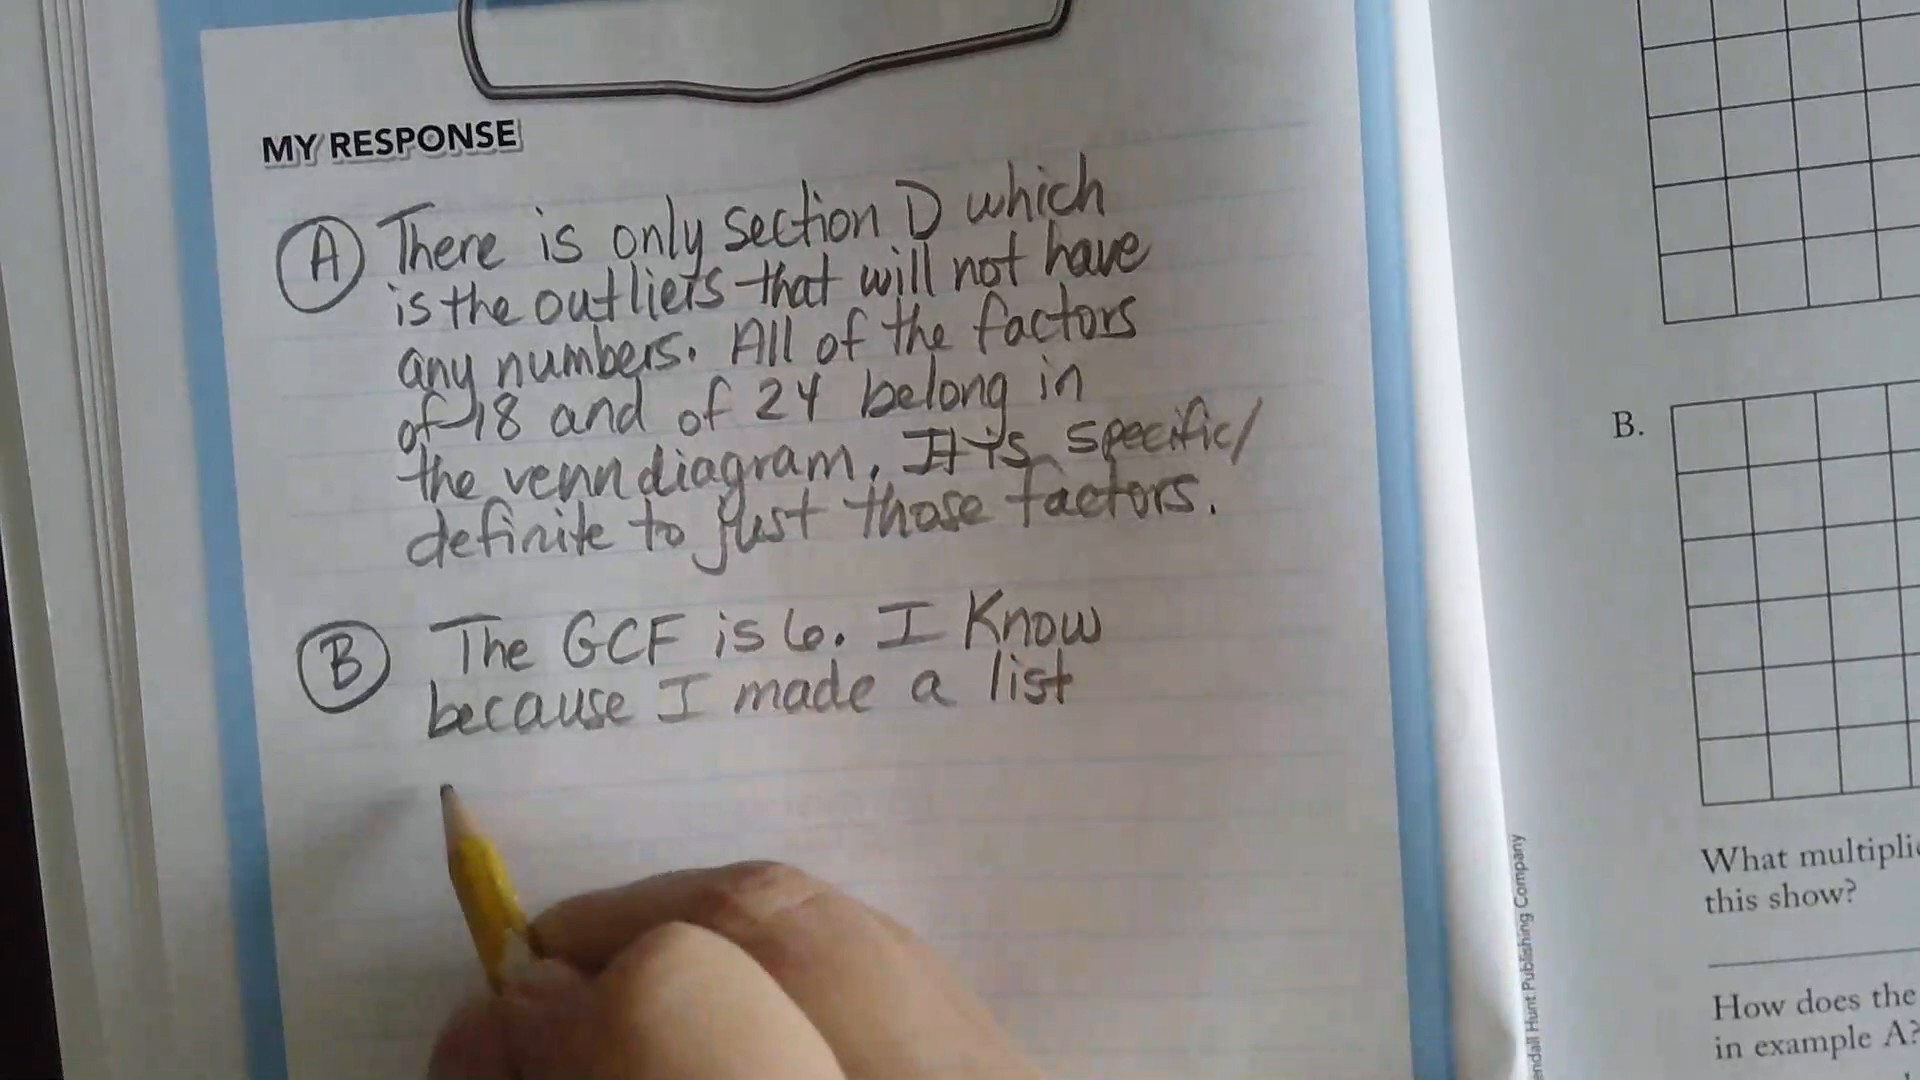 MY RESPONSE
A There is only section D which
is the outliers that will not have
any numbers. All of the factors
of 18 and of 24 belong in
the venn diagram. It is specific/
definite to just those factors.
B The GCF is 6. I Know
because I made a list
B.
What multiplic
this show?
How does the
in example A?
endall Hunt Publishing Company